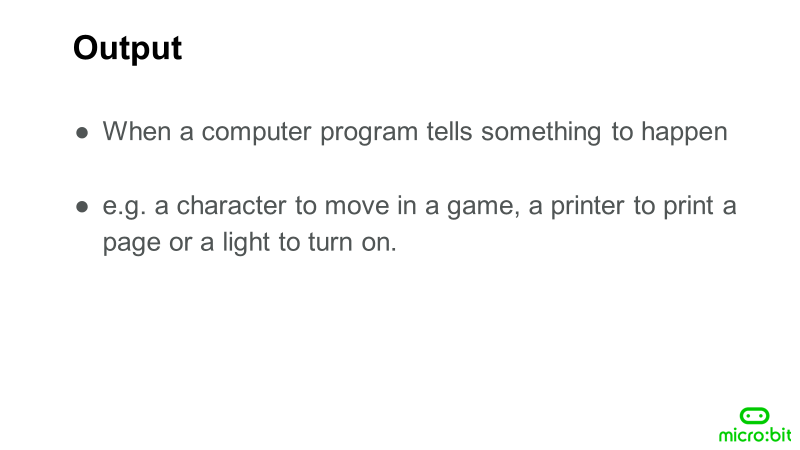 Output
● When a computer program tells something to happen
● e.g. a character to move in a game, a printer to print a
page or a light to turn on.
micro:bit